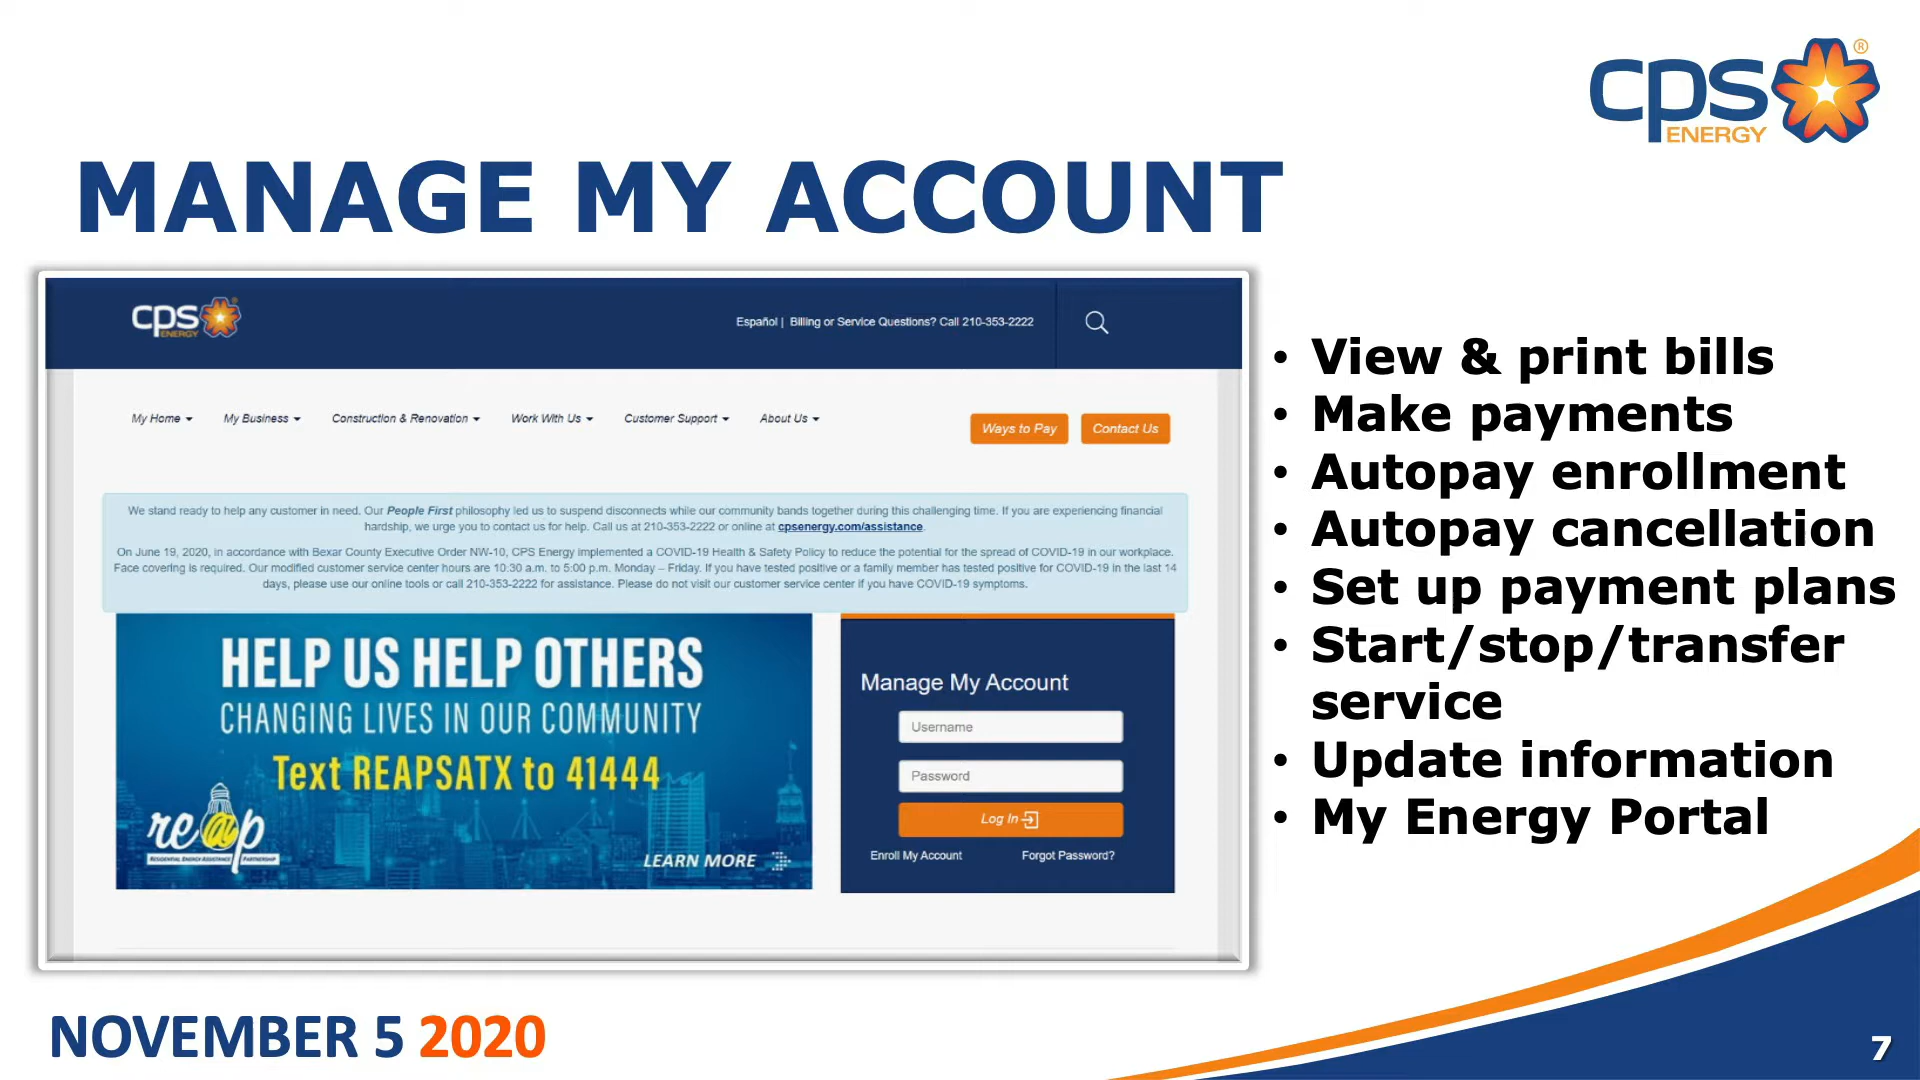 cps
ENERGY
®
MANAGE MY ACCOUNT
cps
ENERGY
Español | Billing or Service Questions? Call 210-353-2222
My Home My Business Construction & Renovation Work With Us Customer Support About Us
Ways to Pay Contact Us
We stand ready to help any customer in need. Our People First philosophy led us to suspend disconnects while our community bands together during this challenging time. If you are experiencing financial
hardship, we urge you to contact us for help. Call us at 210-353-2222 or online at cpsenergy.com/assistance.
On June 19, 2020, in accordance with Bexar County Executive Order NW-10, CPS Energy implemented a COVID-19 Health & Safety Policy to reduce the potential for the spread of COVID-19 in our workplace.
Face covering is required. Our modified customer service center hours are 10:30 a.m. to 5:00 p.m. Monday – Friday. If you have tested positive or a family member has tested positive for COVID-19 in the last 14
days, please use our online tools or call 210-353-2222 for assistance. Please do not visit our customer service center if you have COVID-19 symptoms.
HELP US HELP OTHERS
CHANGING LIVES IN OUR COMMUNITY
Text REAPSATX to 41444
reap
RESIDENTIAL ENERGY ASSISTANCE PARTNERSHIP
LEARN MORE
Manage My Account
Username
Password
Log In
Enroll My Account Forgot Password?
• View & print bills
• Make payments
• Autopay enrollment
• Autopay cancellation
• Set up payment plans
• Start/stop/transfer
service
• Update information
• My Energy Portal
NOVEMBER 5 2020
7